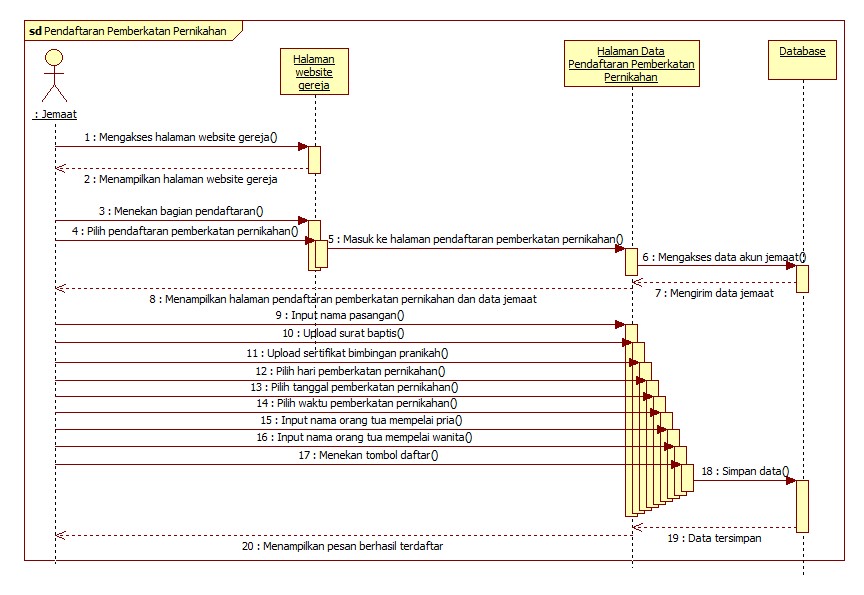 sd Pendaftaran Pemberkatan Pernikahan
: Jemaat
Halaman
website
gereja
Halaman Data
Pendaftaran Pemberkatan
Pernikahan
Database
1 : Mengakses halaman website gereja()
2 : Menampilkan halaman website gereja
3 : Menekan bagian pendaftaran()
4 : Pilih pendaftaran pemberkatan pernikahan()
5 : Masuk ke halaman pendaftaran pemberkatan pernikahan()
6 : Mengakses data akun jemaat()
7 : Mengirim data jemaat
8 : Menampilkan halaman pendaftaran pemberkatan pernikahan dan data jemaat
9 : Input nama pasangan()
10 : Upload surat baptis()
11 : Upload sertifikat bimbingan pranikah()
12 : Pilih hari pemberkatan pernikahan()
13 : Pilih tanggal pemberkatan pernikahan()
14 : Pilih waktu pemberkatan pernikahan()
15 : Input nama orang tua mempelai pria()
16 : Input nama orang tua mempelai wanita()
17 : Menekan tombol daftar()
18 : Simpan data()
19 : Data tersimpan
20 : Menampilkan pesan berhasil terdaftar